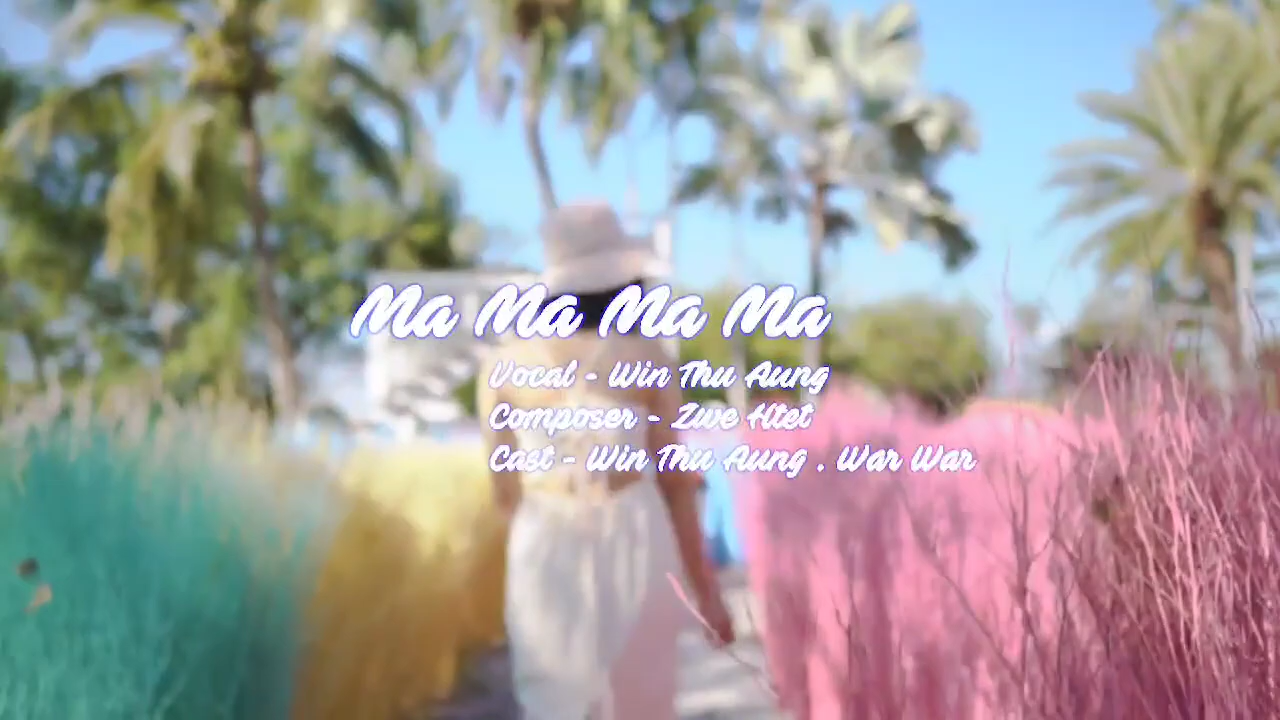 Ma Ma Ma Ma
Vocal - Win Thu Aung
Composer - Zwe Htet
Cast - Win Thu Aung . War War